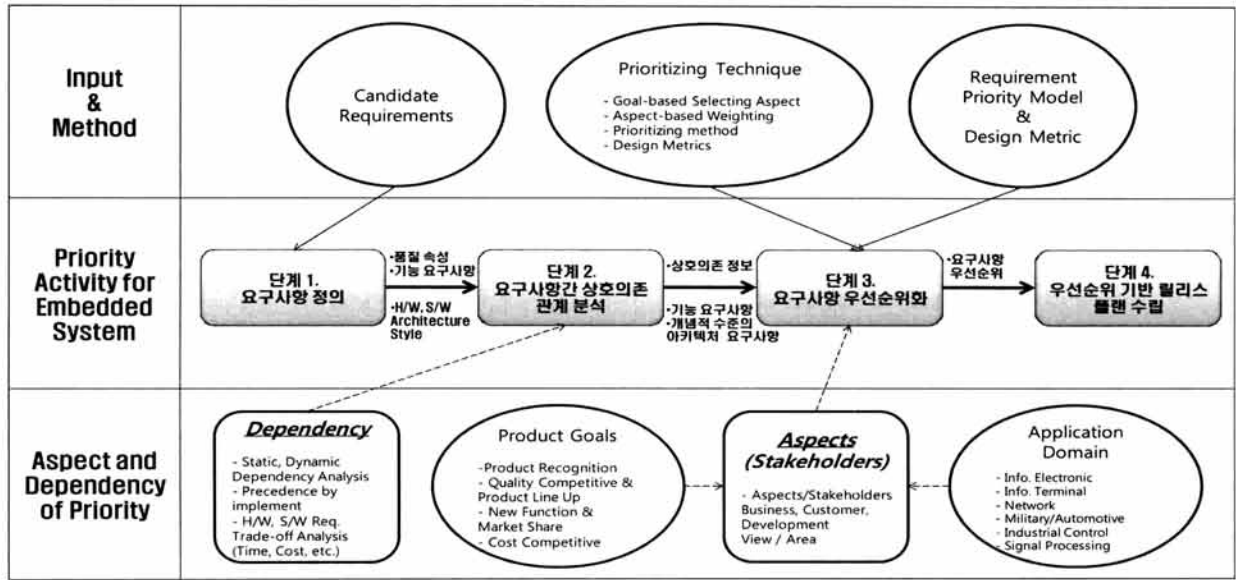 Input
&
Method
Candidate
Requirements
Prioritizing Technique
- Goal-based Selecting Aspect
- Aspect-based Weighting
- Prioritizing method
- Design Metrics
Requirement
Priority Model
&
Design Metric
Priority
Activity for
Embedded
System
단계 1.
요구사항 정의
•품질 속성
•기능 요구사항
•H/W, S/W
Architecture
Style
단계 2.
요구사항간 상호의존
관계 분석
•상호의존 정보
•기능 요구사항
•개념적 수준의
아키텍처 요구사항
단계 3.
요구사항 우선순위화
•요구사항
우선순위
단계 4.
우선순위 기반 릴리스
플랜 수립
Aspect and
Dependency
of Priority
Dependency
- Static, Dynamic
Dependency Analysis
- Precedence by
implement
- H/W, S/W Req.
Trade-off Analysis
(Time, Cost, etc.)
Product Goals
-Product Recognition
- Quality Competitive &
Product Line Up
- New Function &
Market Share
- Cost Competitive
Aspects
(Stakeholders)
- Aspects/Stakeholders
Business, Customer,
Development
View / Area
Application
Domain
- Info. Electronic
- Info. Terminal
- Network
- Military/Automotive
- Industrial Control
- Signal Processing